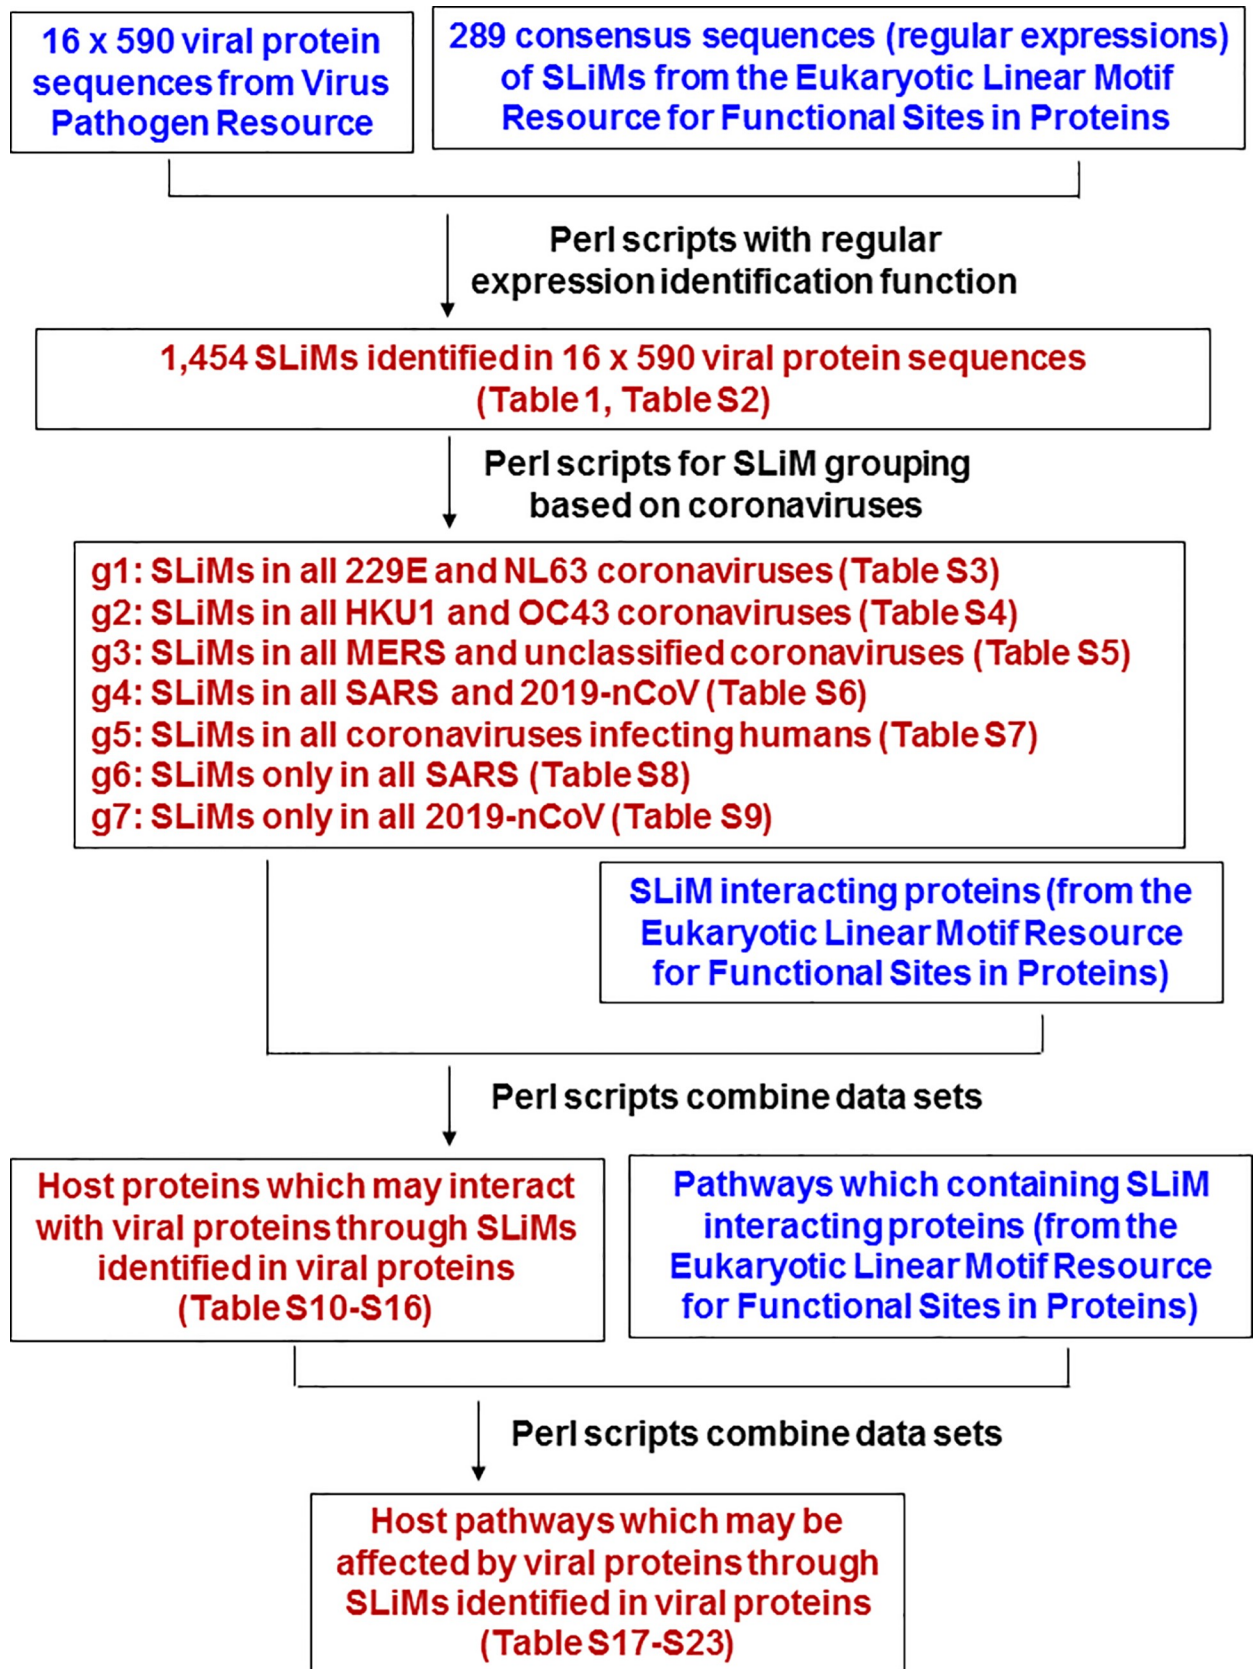 16 x 590 viral protein
sequences from Virus
Pathogen Resource
289 consensus sequences (regular expressions)
of SLiMs from the Eukaryotic Linear Motif
Resource for Functional Sites in Proteins
Perl scripts with regular
expression identification function
1,454 SLiMs identified in 16 x 590 viral protein sequences
(Table 1, Table S2)
Perl scripts for SLiM grouping
based on coronaviruses
g1: SLiMs in all 229E and NL63 coronaviruses (Table S3)
g2: SLiMs in all HKU1 and OC43 coronaviruses (Table S4)
g3: SLiMs in all MERS and unclassified coronaviruses (Table S5)
g4: SLiMs in all SARS and 2019-nCoV (Table S6)
g5: SLiMs in all coronaviruses infecting humans (Table S7)
g6: SLiMs only in all SARS (Table S8)
g7: SLiMs only in all 2019-nCoV (Table S9)
SLiM interacting proteins (from the
Eukaryotic Linear Motif Resource
for Functional Sites in Proteins)
Perl scripts combine data sets
Host proteins which may interact
with viral proteins through SLiMs
identified in viral proteins
(Table S10-S16)
Pathways which containing SLiM
interacting proteins (from the
Eukaryotic Linear Motif Resource
for Functional Sites in Proteins)
Perl scripts combine data sets
Host pathways which may be
affected by viral proteins through
SLiMs identified in viral proteins
(Table S17-S23)